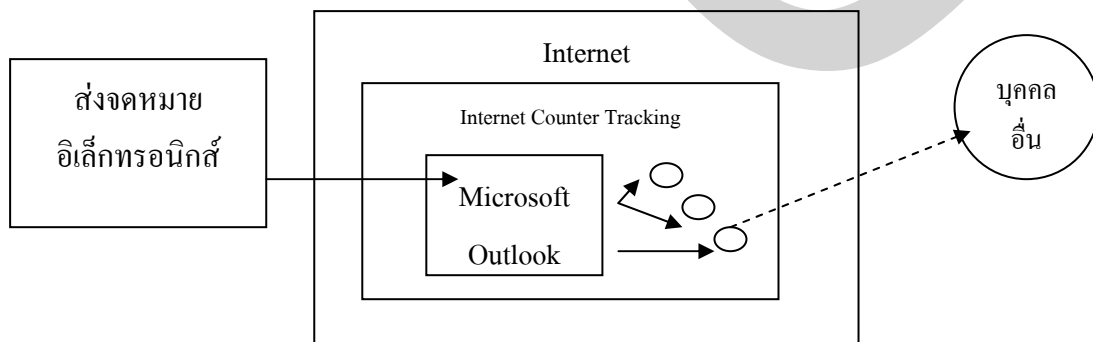 ส่งจดหมาย
อิเล็กทรอนิกส์
Internet
Internet Counter Tracking
Microsoft
Outlook
บุคคล
อื่น